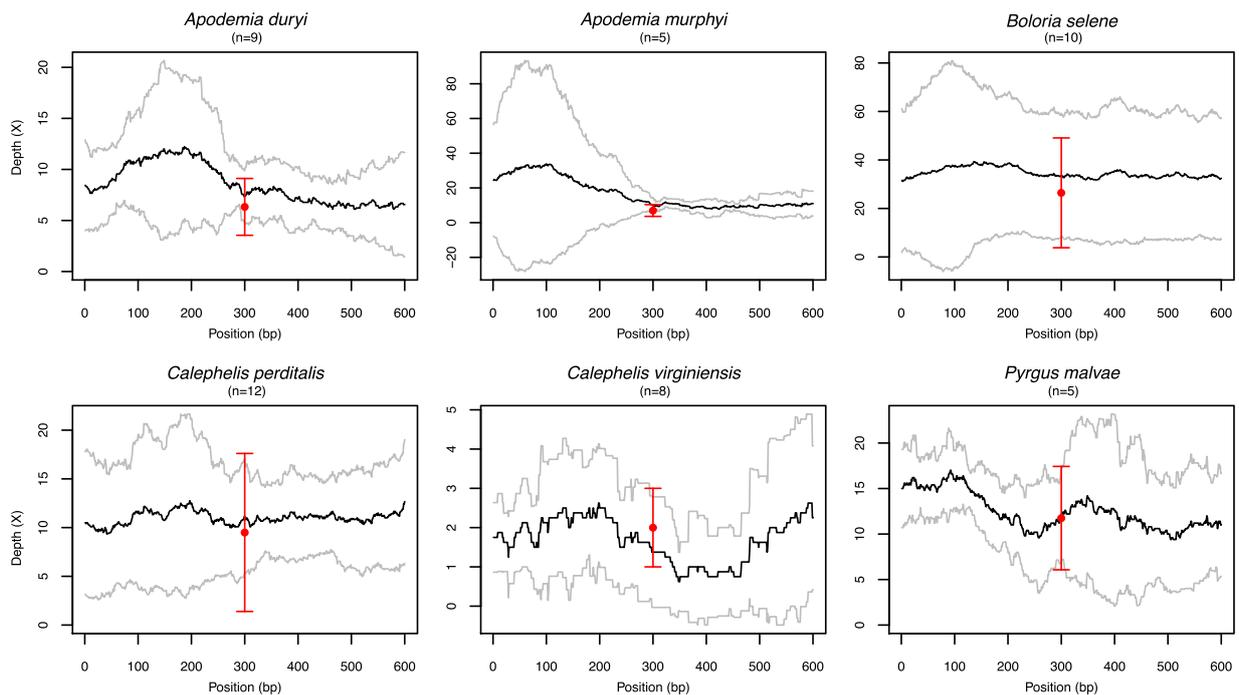 Apodemia duryi
(n=9)
Depth (X)
20
15
10
5
0
0 100 200 300 400 500 600
Position (bp)
Apodemia murphyi
(n=5)
80
60
40
20
0
−20
0 100 200 300 400 500 600
Position (bp)
Boloria selene
(n=10)
80
60
40
20
0
0 100 200 300 400 500 600
Position (bp)
Calephelis perditalis
(n=12)
Depth (X)
20
15
10
5
0
0 100 200 300 400 500 600
Position (bp)
Calephelis virginiensis
(n=8)
5
4
3
2
1
0
0 100 200 300 400 500 600
Position (bp)
Pyrgus malvae
(n=5)
20
15
10
5
0
0 100 200 300 400 500 600
Position (bp)